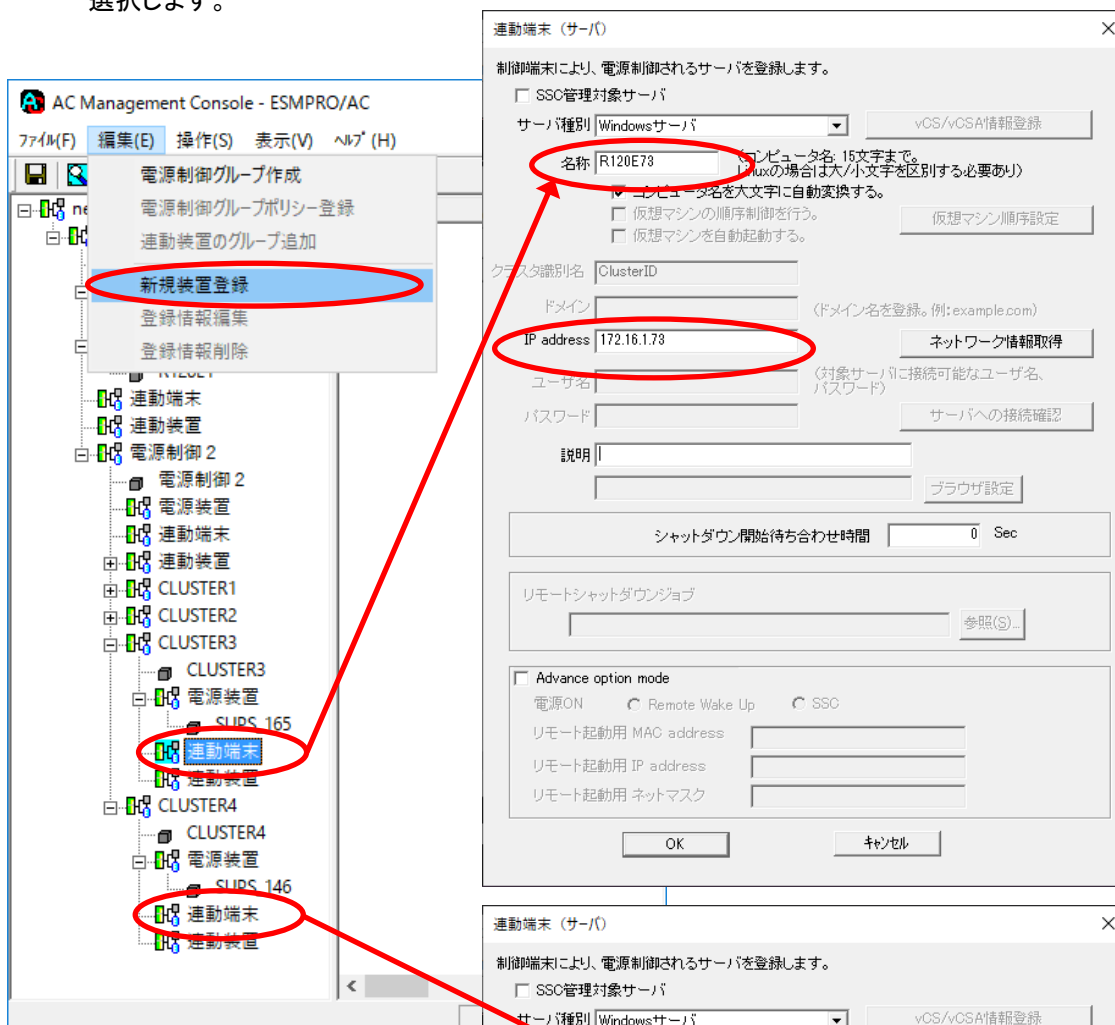 選択します。
AC Management Console - ESMPRO/AC
ファイル(F) 編集(E) 操作(S) 表示(V) ヘルプ(H)
電源制御グループ作成
電源制御グループポリシー登録
連動装置のグループ追加
新規装置登録
登録情報編集
登録情報削除
連動端末
連動装置
電源制御2
電源制御2
電源装置
連動端末
連動装置
CLUSTER1
CLUSTER2
CLUSTER3
CLUSTER3
電源装置
SUPS_165
連動端末
連動装置
CLUSTER4
CLUSTER4
電源装置
SUPS_146
連動端末
連動装置
連動端末（サーバ）
制御端末により、電源制御されるサーバを登録します。
SSC管理対象サーバ
サーバ種別 Windowsサーバ vCS/vCSA情報登録
名称 R120E73 (コンピュータ名: 15文字まで。
Linuxの場合は大/小文字を区別する必要あり)
コンピュータ名を大文字に自動変換する。
仮想マシンの順序制御を行う。 仮想マシン順序設定
仮想マシンを自動起動する。
クラスタ識別名 ClusterID
ドメイン (ドメイン名を登録。例:example.com)
IP address 172.16.1.73 ネットワーク情報取得
ユーザ名 (対象サーバに接続可能なユーザ名、
パスワード)
パスワード サーバへの接続確認
説明
ブラウザ設定
シャットダウン開始待ち合わせ時間 0 Sec
リモートシャットダウンジョブ
参照(S)...
Advance option mode
電源ON Remote Wake Up SSC
リモート起動用 MAC address
リモート起動用 IP address
リモート起動用 ネットマスク
OK キャンセル
連動端末（サーバ）
制御端末により、電源制御されるサーバを登録します。
SSC管理対象サーバ
サーバ種別 Windowsサーバ vCS/vCSA情報登録